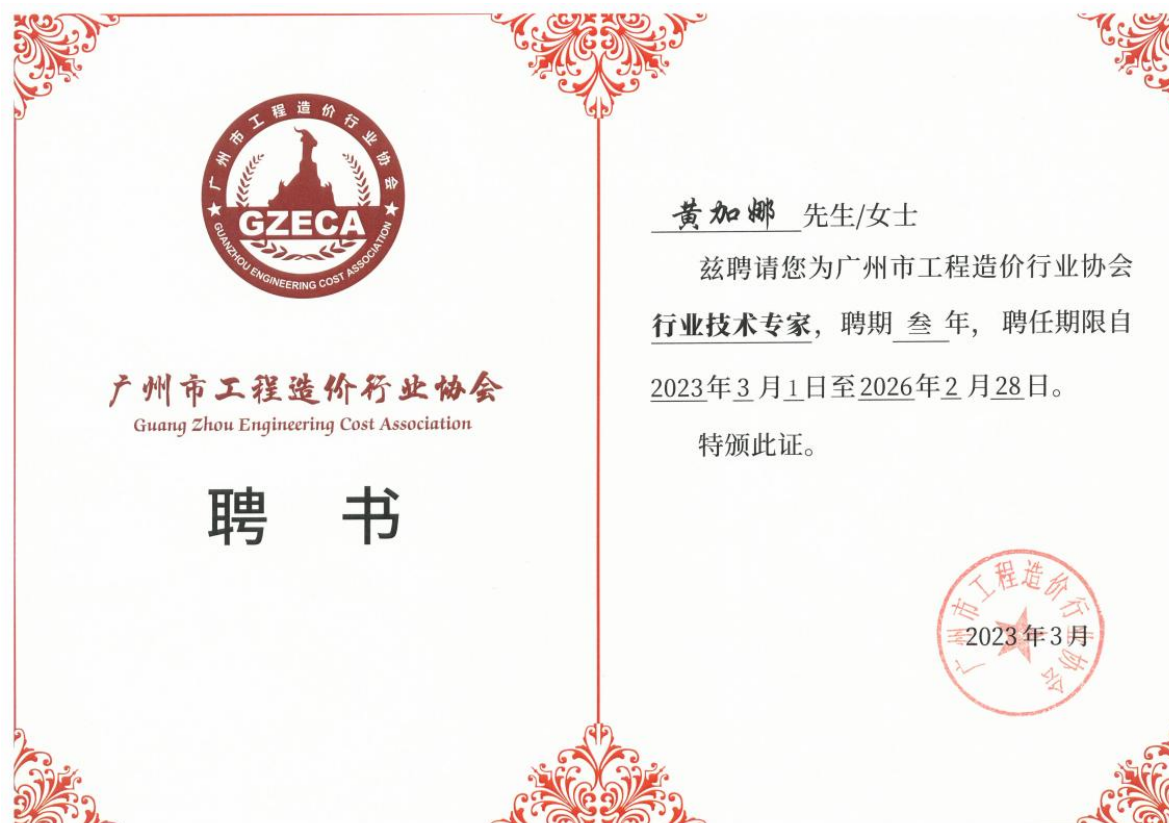 广州市工程造价行业协会
GZECA
GUANZHOU ENGINEERING COST ASSOCIATION
广州市工程造价行业协会
Guang Zhou Engineering Cost Association
聘 书
黄加娜 先生/女士
兹聘请您为广州市工程造价行业协会
行业技术专家，聘期 叁 年，聘任期限自
2023年3月1日至2026年2月28日。
特颁此证。
广州市工程造价行业协会
2023年3月